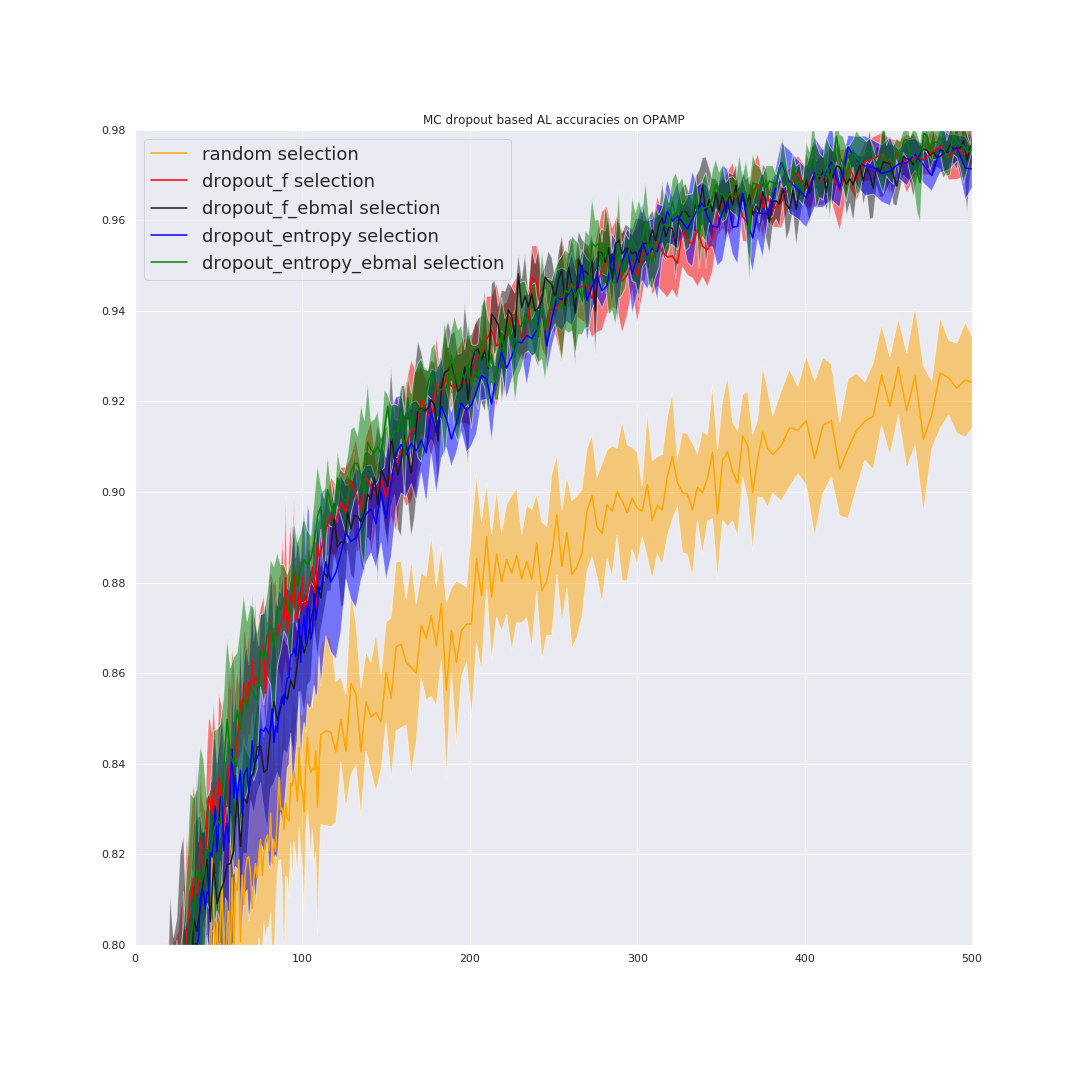 MC dropout based AL accuracies on OPAMP
random selection
dropout_f selection
dropout_f_ebmal selection
dropout_entropy selection
dropout_entropy_ebmal selection
0.98
0.96
0.94
0.92
0.90
0.88
0.86
0.84
0.82
0.80
0 100 200 300 400 500